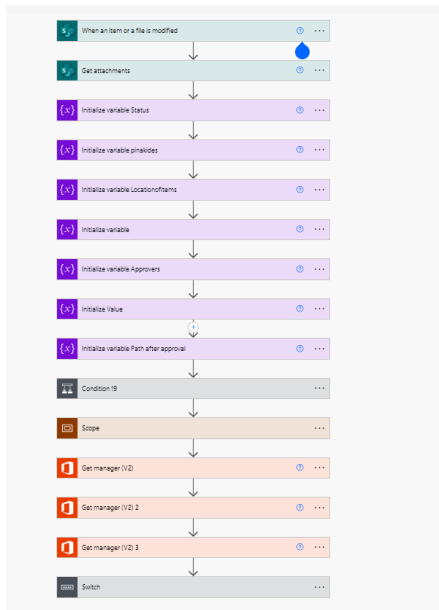 When an item or a file is modified
Get attachments
{x} Initialize variable Status
{x} Initialize variable pinakides
{x} Initialize variable Locationofitems
{x} Initialize variable
{x} Initialize variable Approvers
{x} Initialize Value
{x} Initialize variable Path after approval
Condition 19
Scope
Get manager (V2)
Get manager (V2) 2
Get manager (V2) 3
Switch